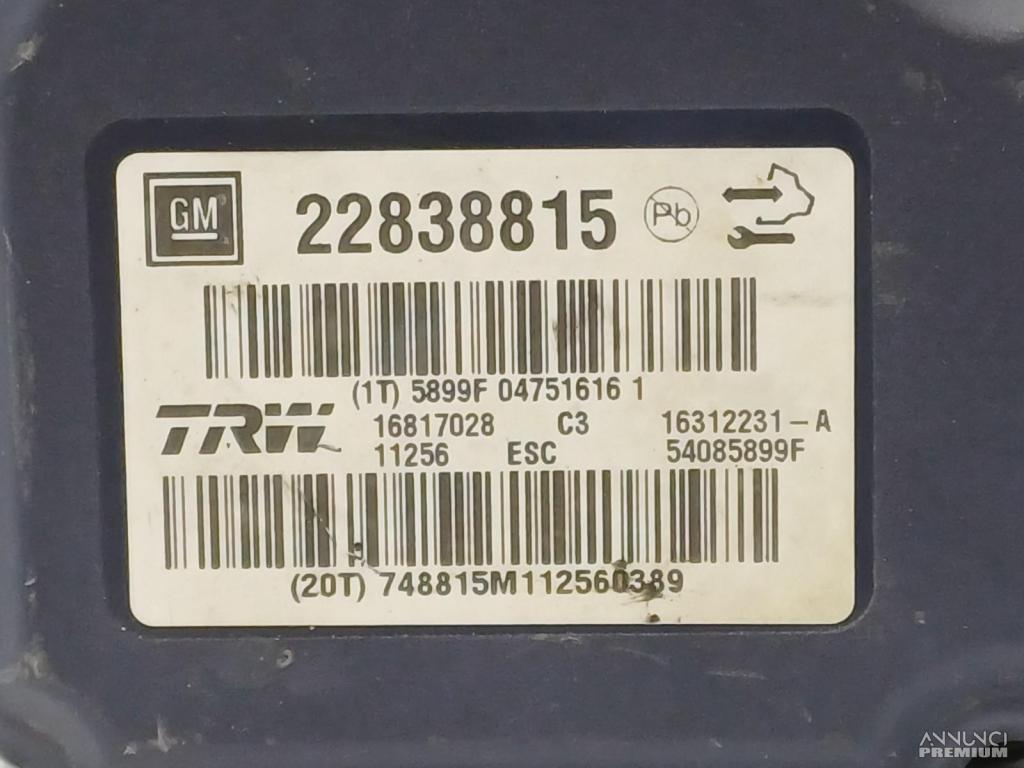 GM 22838815 Pb
(1T) 5899F 04751616 1
TRW 16817028 C3 16312231-A
11256 ESC 54085899F
(20T) 748815M112560389
ANNUNCI
PREMIUM